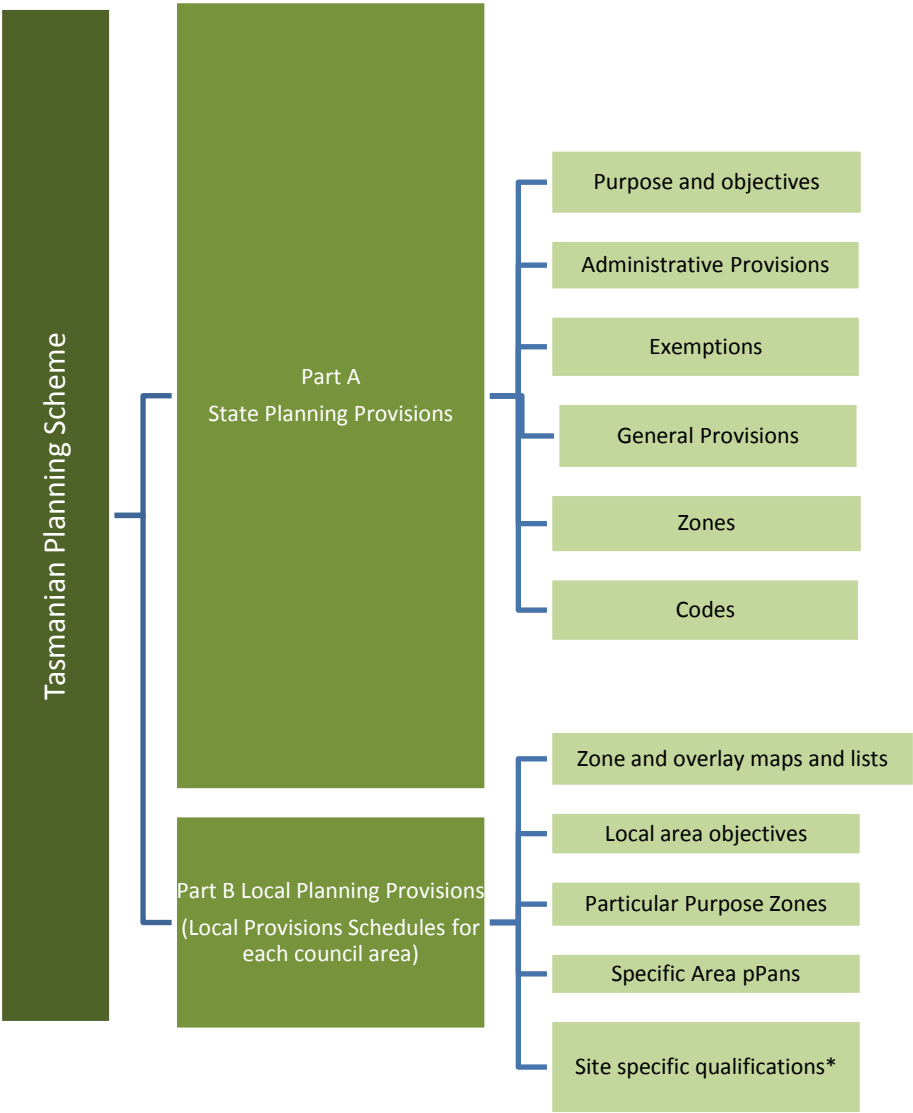 Tasmanian Planning Scheme
Part A
State Planning Provisions
Purpose and objectives
Administrative Provisions
Exemptions
General Provisions
Zones
Codes
Part B Local Planning Provisions
(Local Provisions Schedules for
each council area)
Zone and overlay maps and lists
Local area objectives
Particular Purpose Zones
Specific Area pPans
Site specific qualifications*